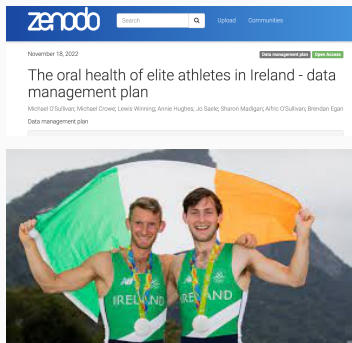 zenodo
Search
Upload Communities
November 18, 2022
Data management plan Open Access
The oral health of elite athletes in Ireland - data
management plan
Michael O'Sullivan; Michael Crowe; Lewis Winning; Annie Hughes; Jo Saele; Sharon Madigan; Aifric O'Sullivan; Brendan Egan
Data management plan
IRELAND
IRELAND